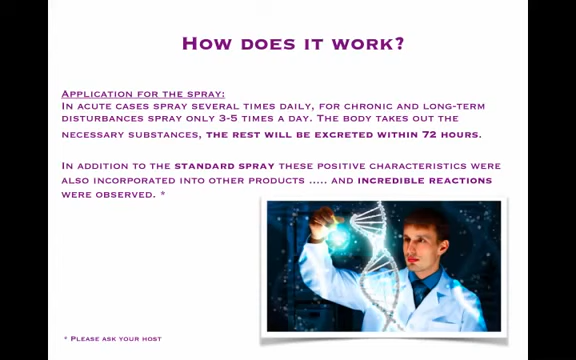 How does it work?
Application for the spray:
In acute cases spray several times daily, for chronic and long-term
disturbances spray only 3-5 times a day. The body takes out the
necessary substances, the rest will be excreted within 72 hours.
In addition to the standard spray these positive characteristics were
also incorporated into other products ..... and incredible reactions
were observed. *
* Please ask your host